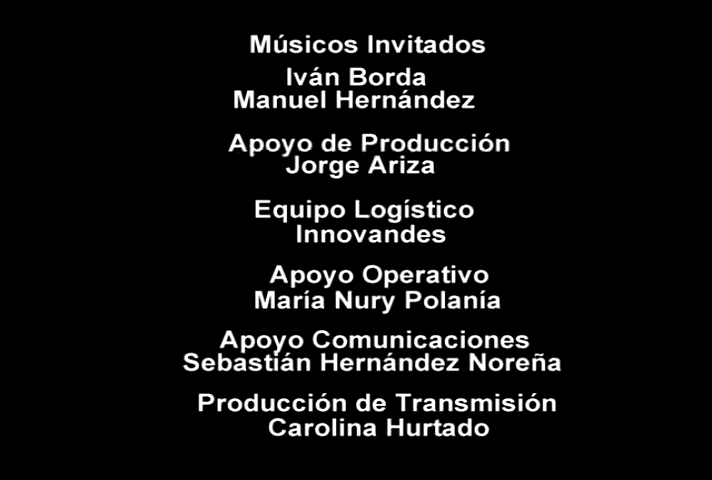 Músicos Invitados
Iván Borda
Manuel Hernández
Apoyo de Producción
Jorge Ariza
Equipo Logístico
Innovandes
Apoyo Operativo
María Nury Polanía
Apoyo Comunicaciones
Sebastián Hernández Noreña
Producción de Transmisión
Carolina Hurtado